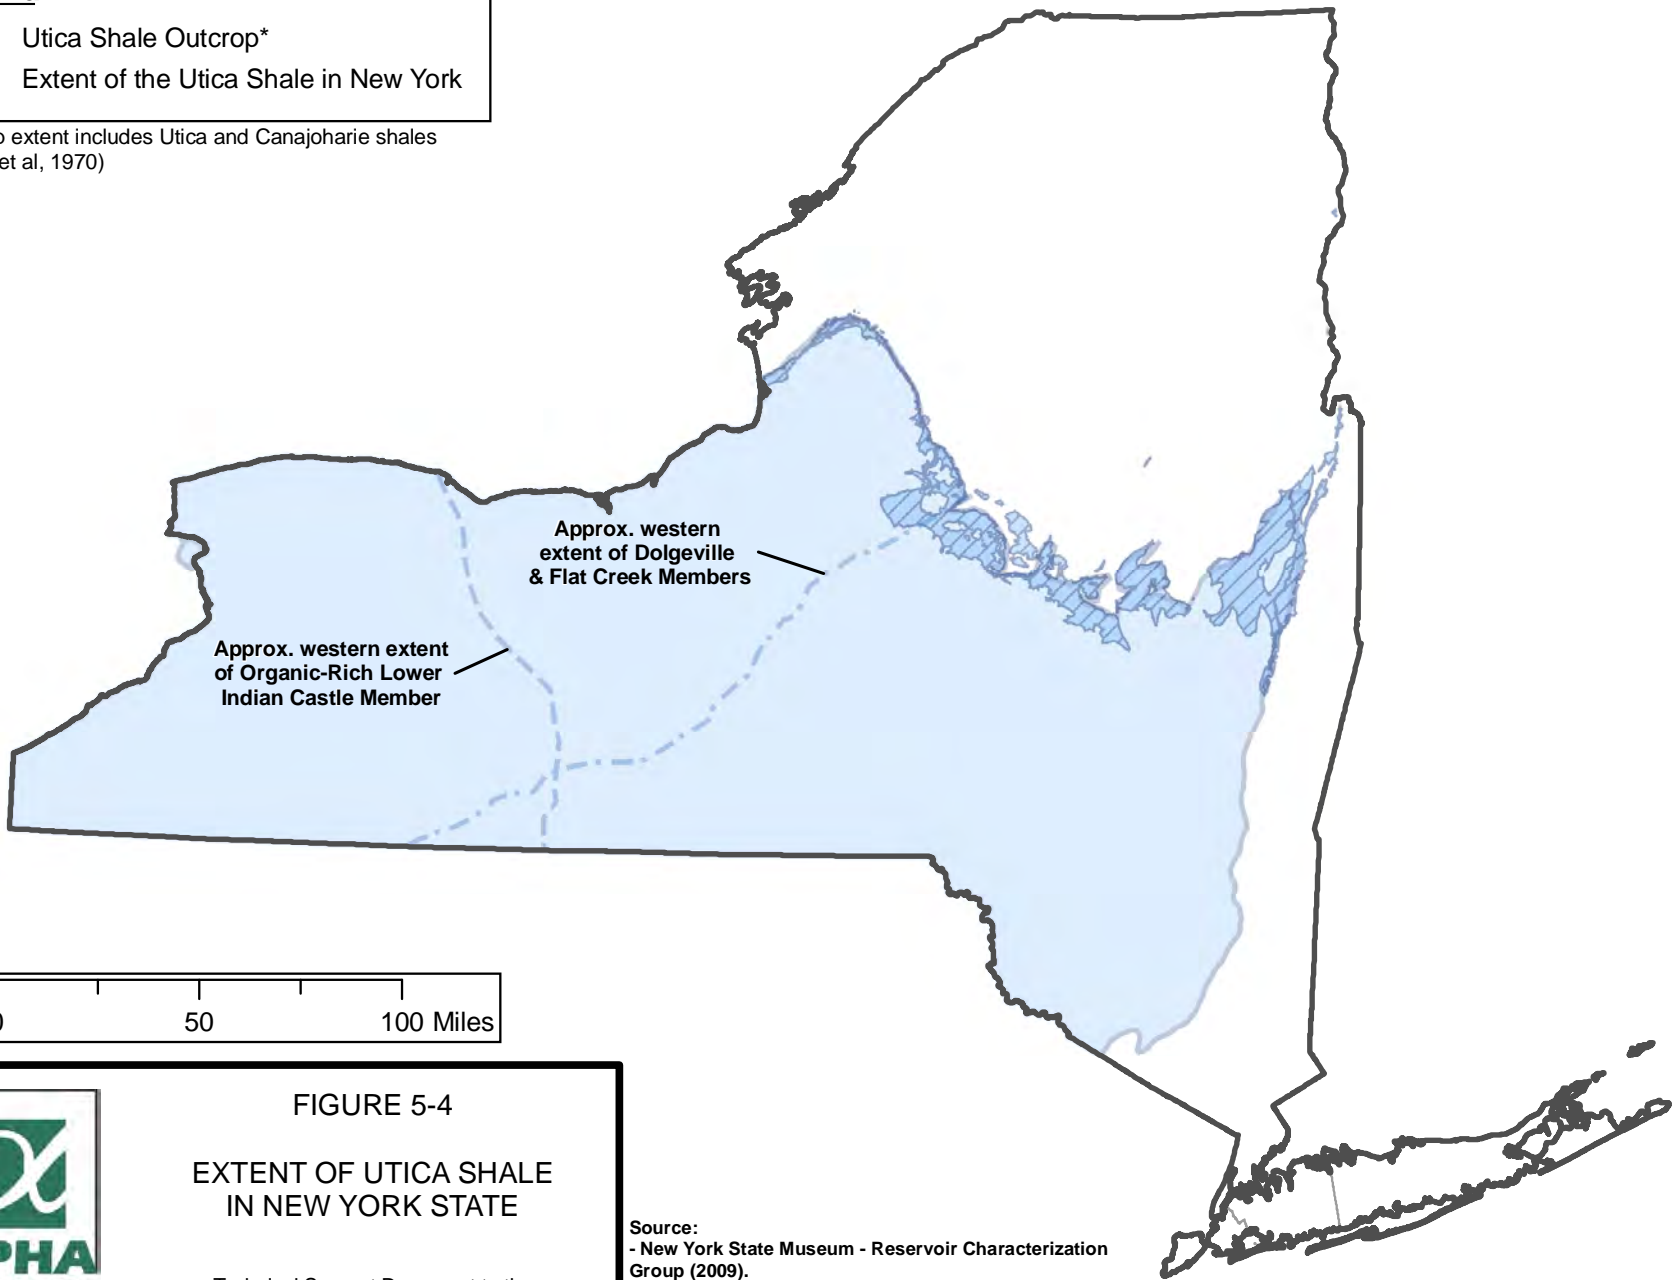 Utica Shale Outcrop*
Extent of the Utica Shale in New York
extent includes Utica and Canajoharie shales
et al, 1970)
Approx. western
extent of Dolgeville
& Flat Creek Members
Approx. western extent
of Organic-Rich Lower
Indian Castle Member
0 50 100 Miles
FIGURE 5-4
EXTENT OF UTICA SHALE
IN NEW YORK STATE
PHA
Source:
- New York State Museum - Reservoir Characterization
Group (2009).